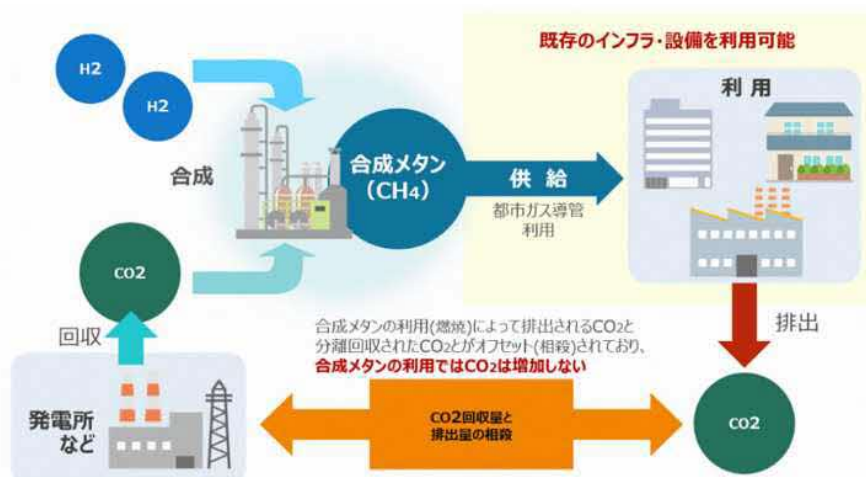 既存のインフラ・設備を利用可能
H2
H2
合成
合成メタン
(CH4)
供給
都市ガス導管
利用
利用
CO2
回収
発電所
など
合成メタンの利用(燃焼)によって排出されるCO2と
分離回収されたCO2とがオフセット(相殺)されており、
合成メタンの利用ではCO2は増加しない
CO2回収量と
排出量の相殺
排出
CO2